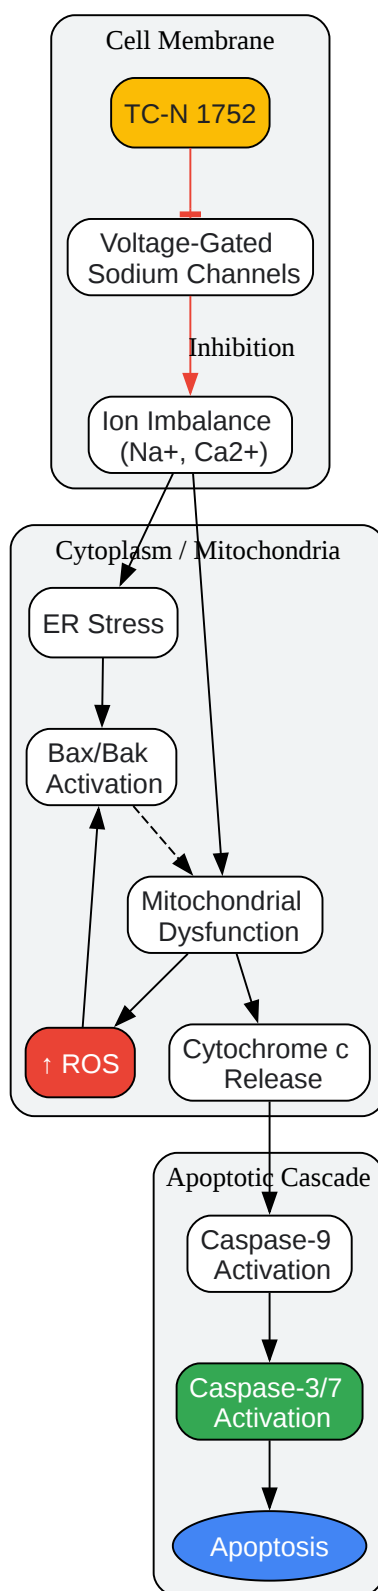 Cell Membrane
TC-N 1752
Voltage-Gated
Sodium Channels
Inhibition
Ion Imbalance
(Na+, Ca2+)
Cytoplasm / Mitochondria
ER Stress
Bax/Bak
Activation
Mitochondrial
Dysfunction
↑ ROS
Cytochrome c
Release
Apoptotic Cascade
Caspase-9
Activation
Caspase-3/7
Activation
Apoptosis